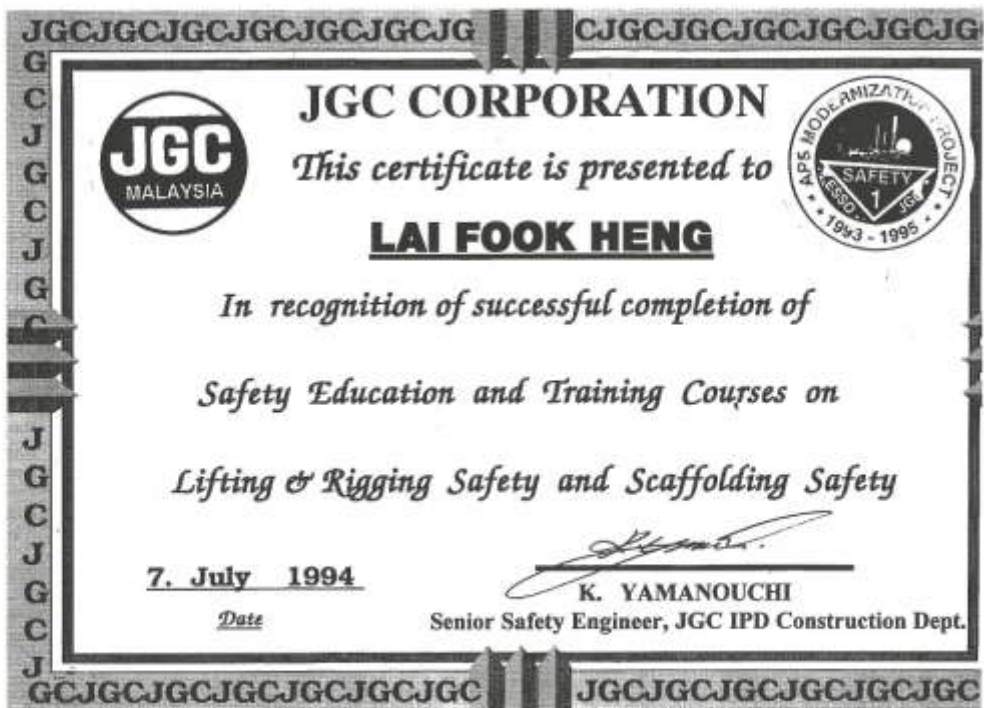 JGCJGCJGCJGCJGCJGCJG CJGCJGCJGCJGCJGCJG
G
C
J
G
C
J
G
C
J
G
C
J
G
C
J
JGC
MALAYSIA
JGC CORPORATION
APS MODERNIZATION PROJECT
SAFETY
1
ESSO - JGC
1993 - 1995
This certificate is presented to
LAI FOOK HENG
In recognition of successful completion of
Safety Education and Training Courses on
Lifting & Rigging Safety and Scaffolding Safety
7. July 1994
Date
K. YAMANOUCHI
Senior Safety Engineer, JGC IPD Construction Dept.
GCJGCJGCJGCJGCJGCJGC JGCJGCJGCJGCJGCJGC